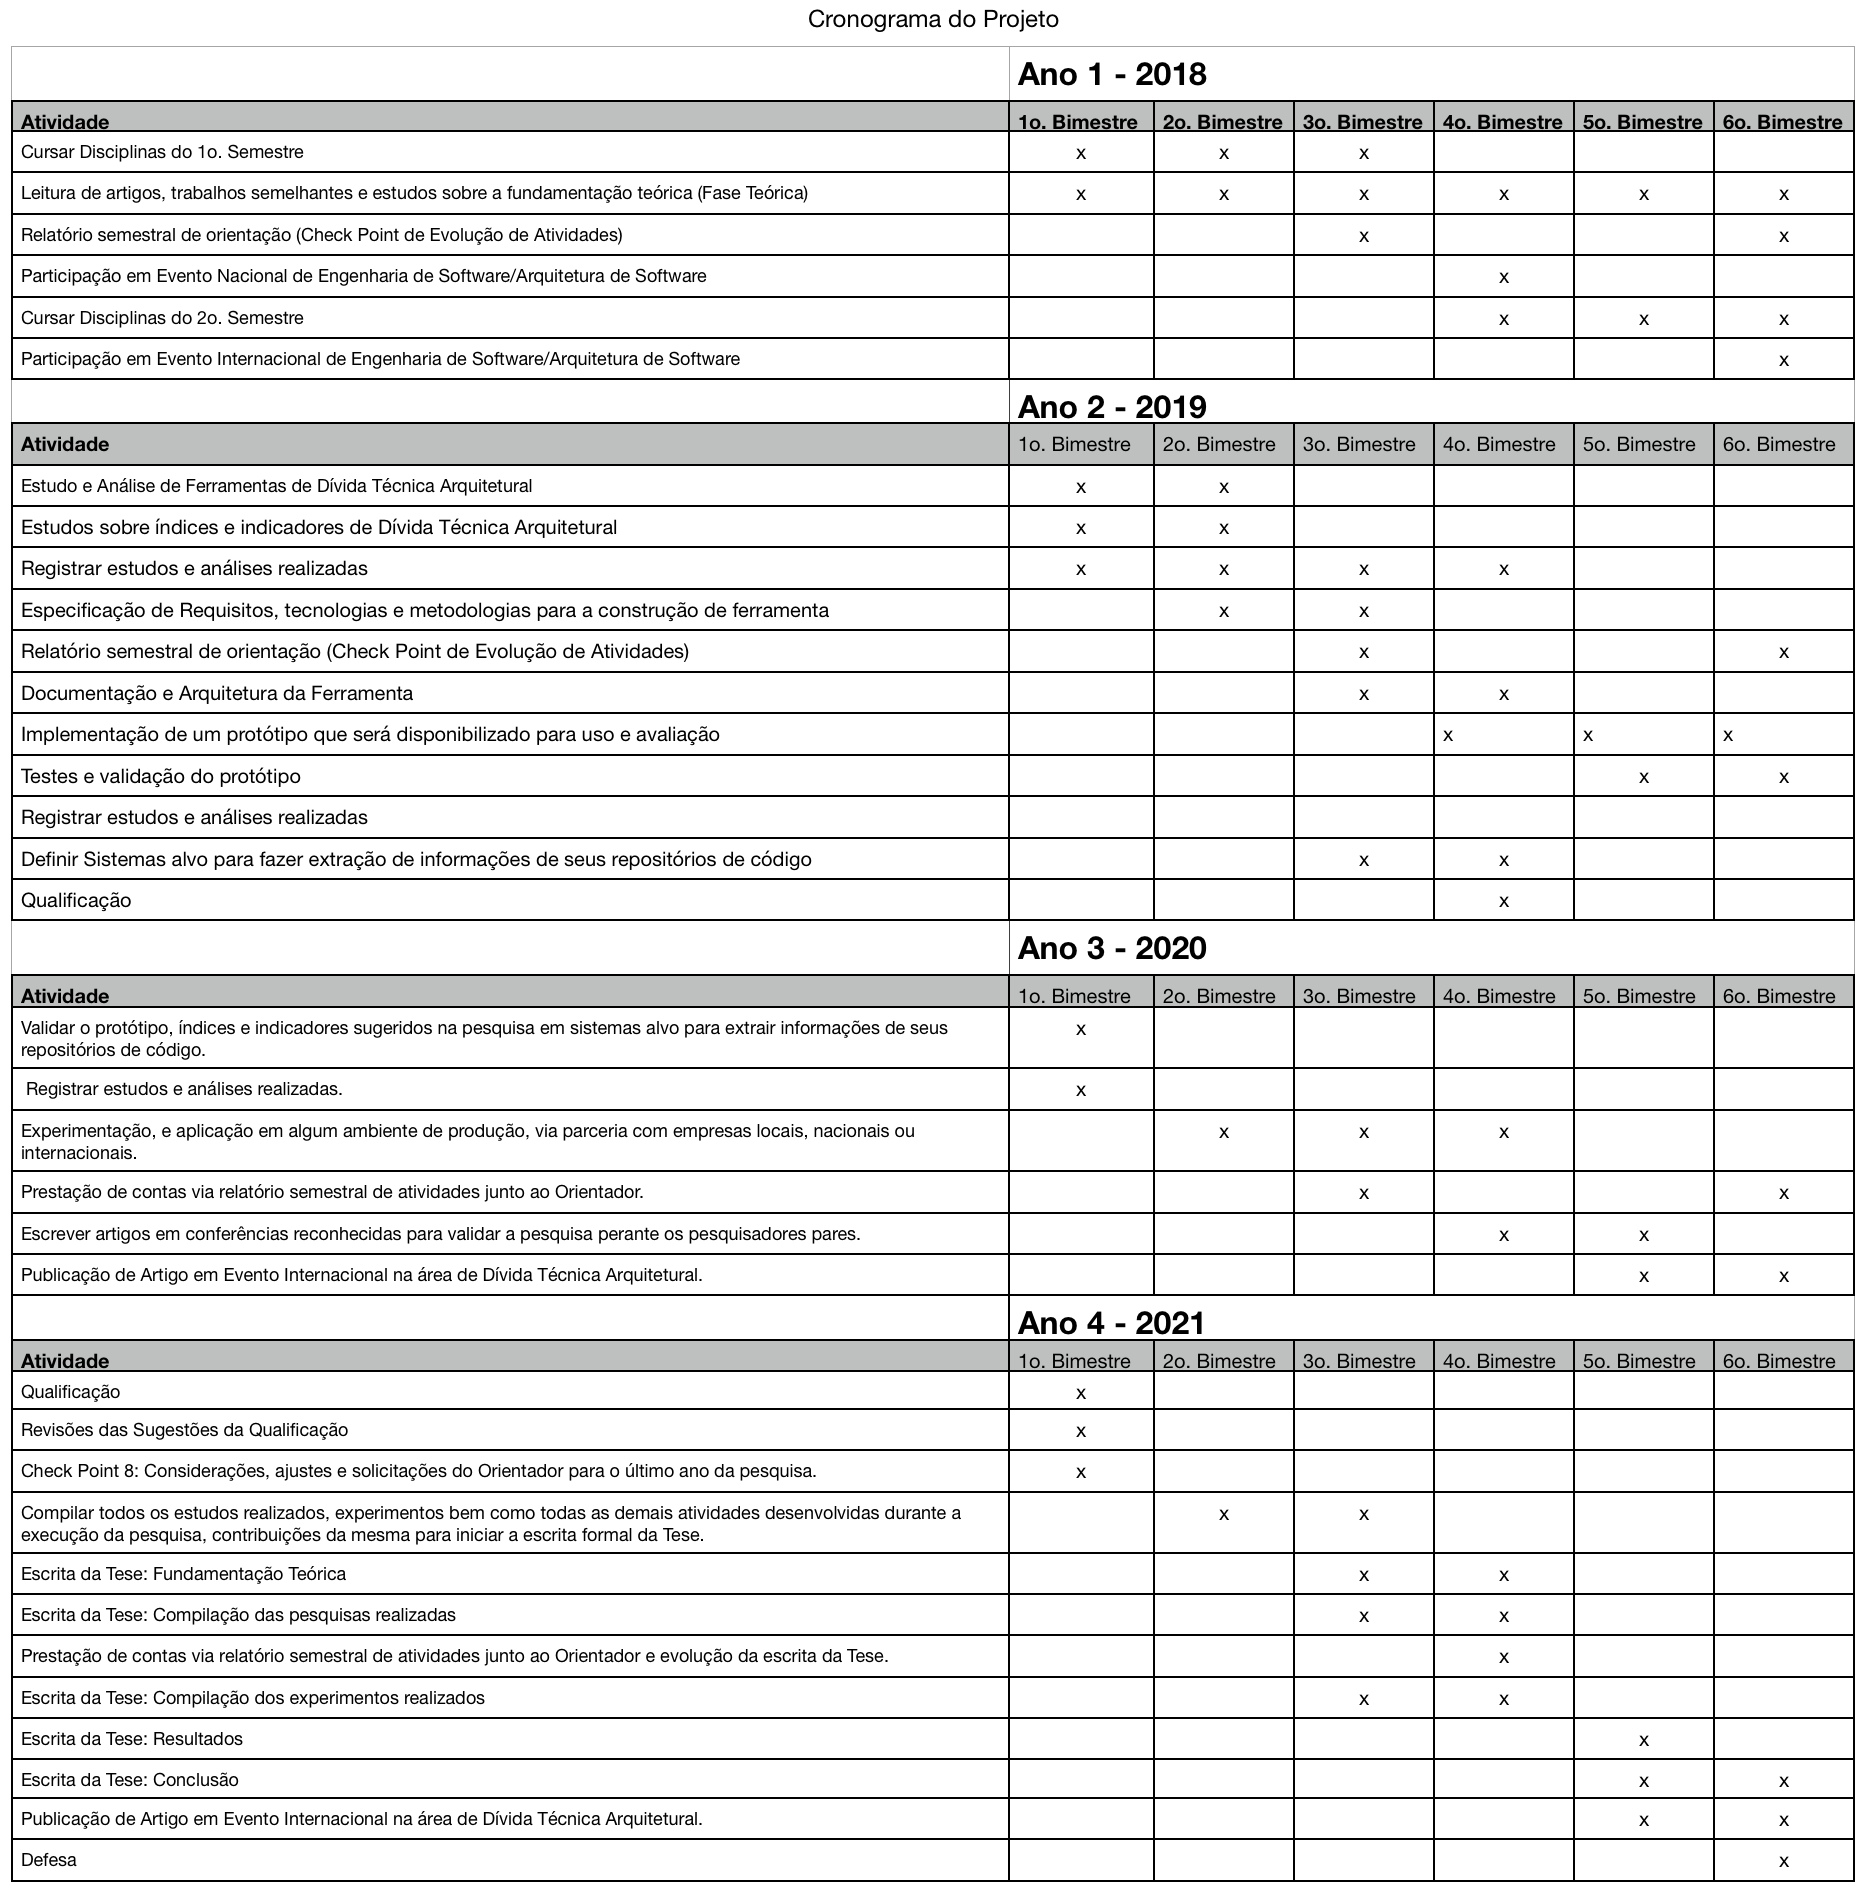 Cronograma do Projeto
Ano 1 - 2018
Atividade 1o. Bimestre 2o. Bimestre 3o. Bimestre 4o. Bimestre 5o. Bimestre 6o. Bimestre
Cursar Disciplinas do 1o. Semestre x x x
Leitura de artigos, trabalhos semelhantes e estudos sobre a fundamentação teórica (Fase Teórica) x x x x x x
Relatório semestral de orientação (Check Point de Evolução de Atividades) x x
Participação em Evento Nacional de Engenharia de Software/Arquitetura de Software x
Cursar Disciplinas do 2o. Semestre x x x
Participação em Evento Internacional de Engenharia de Software/Arquitetura de Software x
Ano 2 - 2019
Atividade 1o. Bimestre 2o. Bimestre 3o. Bimestre 4o. Bimestre 5o. Bimestre 6o. Bimestre
Estudo e Análise de Ferramentas de Dívida Técnica Arquitetural x x
Estudos sobre índices e indicadores de Dívida Técnica Arquitetural x x
Registrar estudos e análises realizadas x x x x
Especificação de Requisitos, tecnologias e metodologias para a construção de ferramenta x x
Relatório semestral de orientação (Check Point de Evolução de Atividades) x x
Documentação e Arquitetura da Ferramenta x x
Implementação de um protótipo que será disponibilizado para uso e avaliação x x x
Testes e validação do protótipo x x
Registrar estudos e análises realizadas
Definir Sistemas alvo para fazer extração de informações de seus repositórios de código x x
Qualificação x
Ano 3 - 2020
Atividade 1o. Bimestre 2o. Bimestre 3o. Bimestre 4o. Bimestre 5o. Bimestre 6o. Bimestre
Validar o protótipo, índices e indicadores sugeridos na pesquisa em sistemas alvo para extrair informações de seus x
repositórios de código.
Registrar estudos e análises realizadas. x
Experimentação, e aplicação em algum ambiente de produção, via parceria com empresas locais, nacionais ou x x x
internacionais.
Prestação de contas via relatório semestral de atividades junto ao Orientador. x x
Escrever artigos em conferências reconhecidas para validar a pesquisa perante os pesquisadores pares. x x
Publicação de Artigo em Evento Internacional na área de Dívida Técnica Arquitetural. x x
Ano 4 - 2021
Atividade 1o. Bimestre 2o. Bimestre 3o. Bimestre 4o. Bimestre 5o. Bimestre 6o. Bimestre
Qualificação x
Revisões das Sugestões da Qualificação x
Check Point 8: Considerações, ajustes e solicitações do Orientador para o último ano da pesquisa. x
Compilar todos os estudos realizados, experimentos bem como todas as demais atividades desenvolvidas durante a x x
execução da pesquisa, contribuições da mesma para iniciar a escrita formal da Tese.
Escrita da Tese: Fundamentação Teórica x x
Escrita da Tese: Compilação das pesquisas realizadas x x
Prestação de contas via relatório semestral de atividades junto ao Orientador e evolução da escrita da Tese. x
Escrita da Tese: Compilação dos experimentos realizados x x
Escrita da Tese: Resultados x
Escrita da Tese: Conclusão x x
Publicação de Artigo em Evento Internacional na área de Dívida Técnica Arquitetural. x x
Defesa x